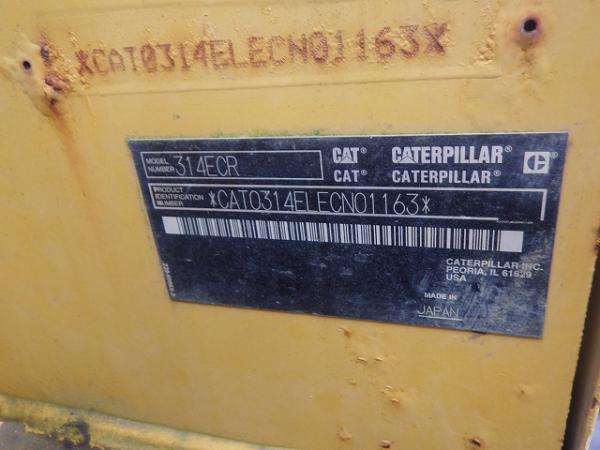 *CAT0314ELECN01163*
MODEL NUMBER 314ECR
CAT® CATERPILLAR®
CAT® CATERPILLAR®
PRODUCT IDENTIFICATION NUMBER *CAT0314ELECN01163*
CATERPILLAR INC.
PEORIA, IL 61629
USA
MADE IN
JAPAN